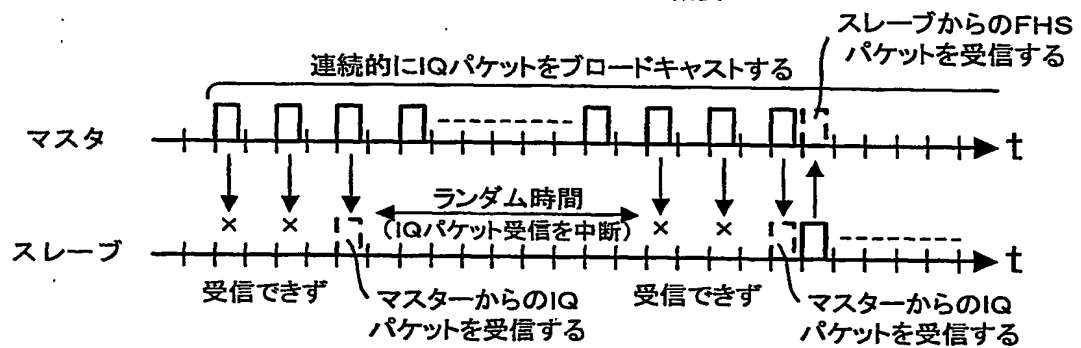 スレーブからのFHS
パケットを受信する
連続的にIQパケットをブロードキャストする
マスタ
t
ランダム時間
(IQパケット受信を中断)
× × × ×
スレーブ
t
受信できず
マスターからのIQ
パケットを受信する
受信できず
マスターからのIQ
パケットを受信する